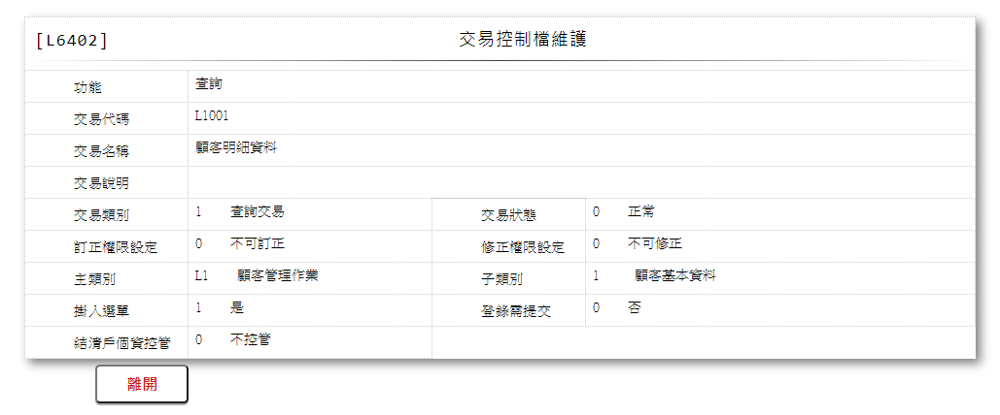 [L6402] 交易控制檔維護
功能 查詢
交易代碼 L1001
交易名稱 顧客明細資料
交易說明
交易類別 1 查詢交易 交易狀態 0 正常
訂正權限設定 0 不可訂正 修正權限設定 0 不可修正
主類別 L1 顧客管理作業 子類別 1 顧客基本資料
掛入選單 1 是 登錄需提交 0 否
結清戶個資控管 0 不控管
離開